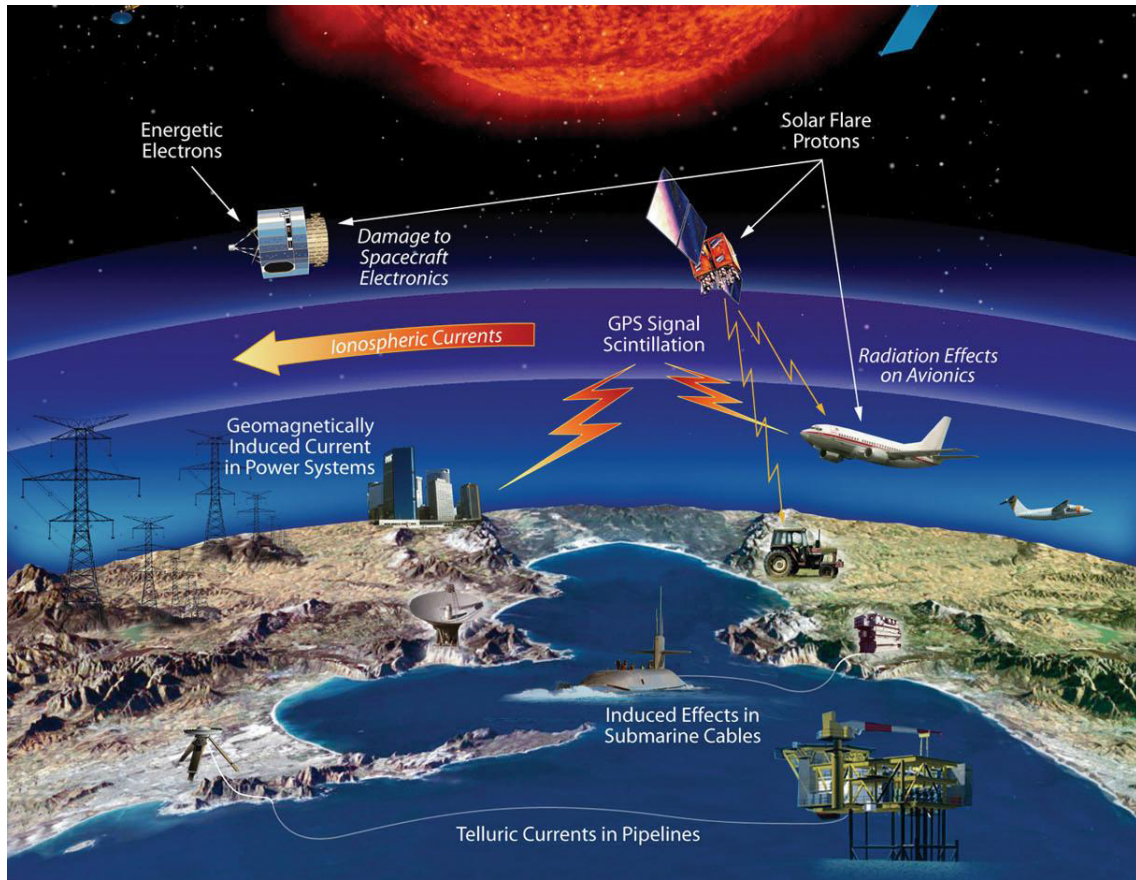 Energetic
Electrons
Solar Flare
Protons
Damage to
Spacecraft
Electronics
Ionospheric Currents
GPS Signal
Scintillation
Radiation Effects
on Avionics
Geomagnetically
Induced Current
in Power Systems
Induced Effects in
Submarine Cables
Telluric Currents in Pipelines